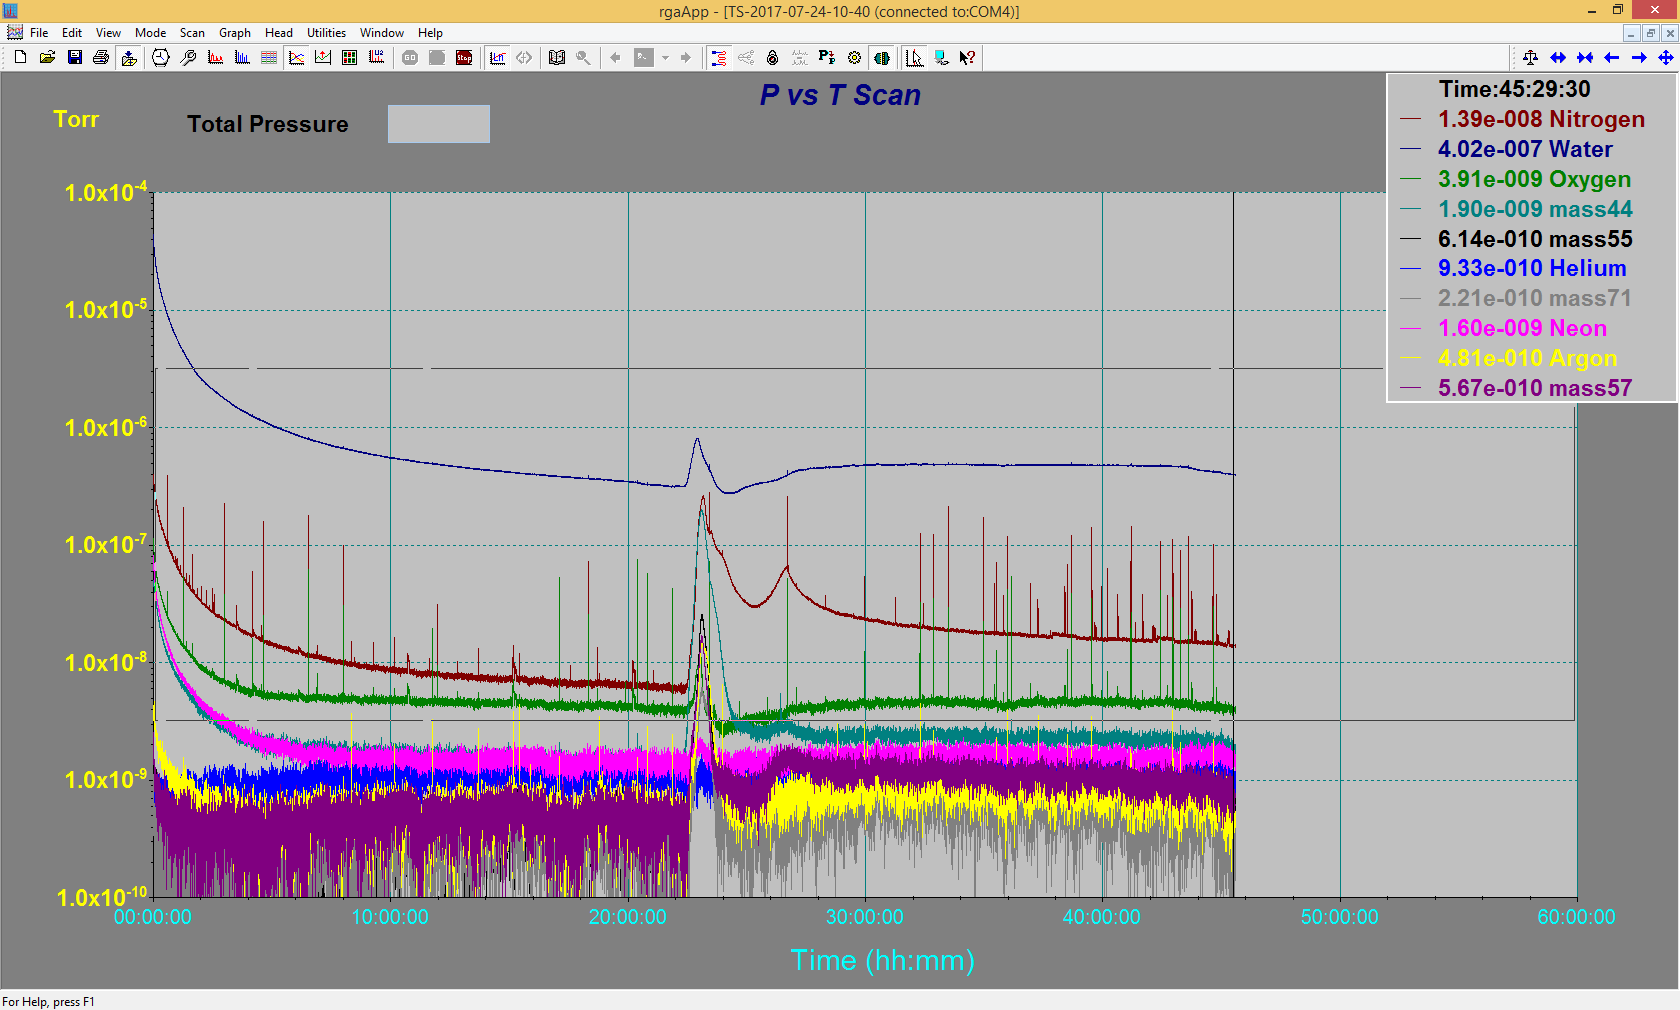 rgaApp - [TS-2017-07-24-10-40 (connected to:COM4)]
File Edit View Mode Scan Graph Head Utilities Window Help
GO Stop
P vs T Scan
Torr
Total Pressure
Time:45:29:30
1.39e-008 Nitrogen
4.02e-007 Water
3.91e-009 Oxygen
1.90e-009 mass44
6.14e-010 mass55
9.33e-010 Helium
2.21e-010 mass71
1.60e-009 Neon
4.81e-010 Argon
5.67e-010 mass57
1.0x10-4
1.0x10-5
1.0x10-6
1.0x10-7
1.0x10-8
1.0x10-9
1.0x10-10
00:00:00 10:00:00 20:00:00 30:00:00 40:00:00 50:00:00 60:00:00
Time (hh:mm)
For Help, press F1